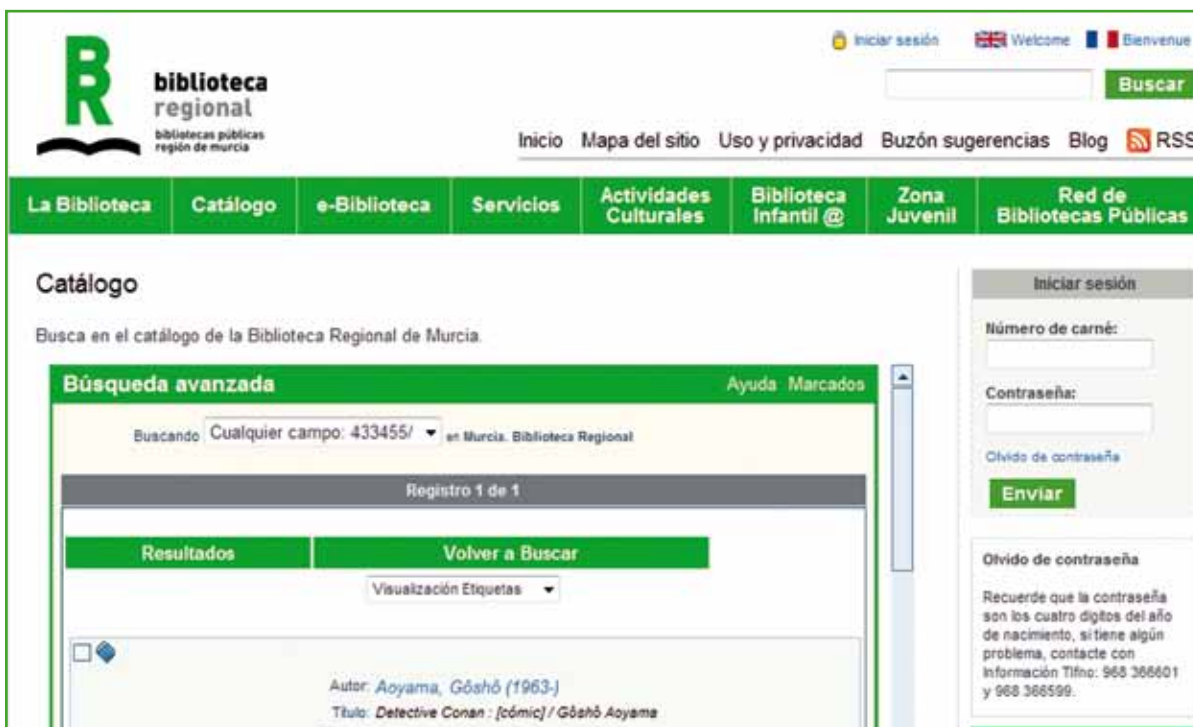 Iniciar sesión Welcome Bienvenue
BR
biblioteca
regional
bibliotecas públicas
región de murcia
Buscar
Inicio Mapa del sitio Uso y privacidad Buzón sugerencias Blog RSS
La Biblioteca Catálogo e-Biblioteca Servicios Actividades Culturales Biblioteca Infantil @ Zona Juvenil Red de Bibliotecas Públicas
Catálogo
Busca en el catálogo de la Biblioteca Regional de Murcia.
Búsqueda avanzada Ayuda Marcados
Buscando Cualquier campo: 433455/ en Murcia. Biblioteca Regional
Registro 1 de 1
Resultados Volver a Buscar
Visualización Etiquetas
Autor: Aoyama, Gôshô (1963-)
Título: Detective Conan : [cómic] / Gôshô Aoyama
Iniciar sesión
Número de carné:
Contraseña:
Olvido de contraseña
Enviar
Olvido de contraseña
Recuerde que la contraseña
son los cuatro dígitos del año
de nacimiento, si tiene algún
problema, contacte con
Información Tlfno: 968 366601
y 968 366599.